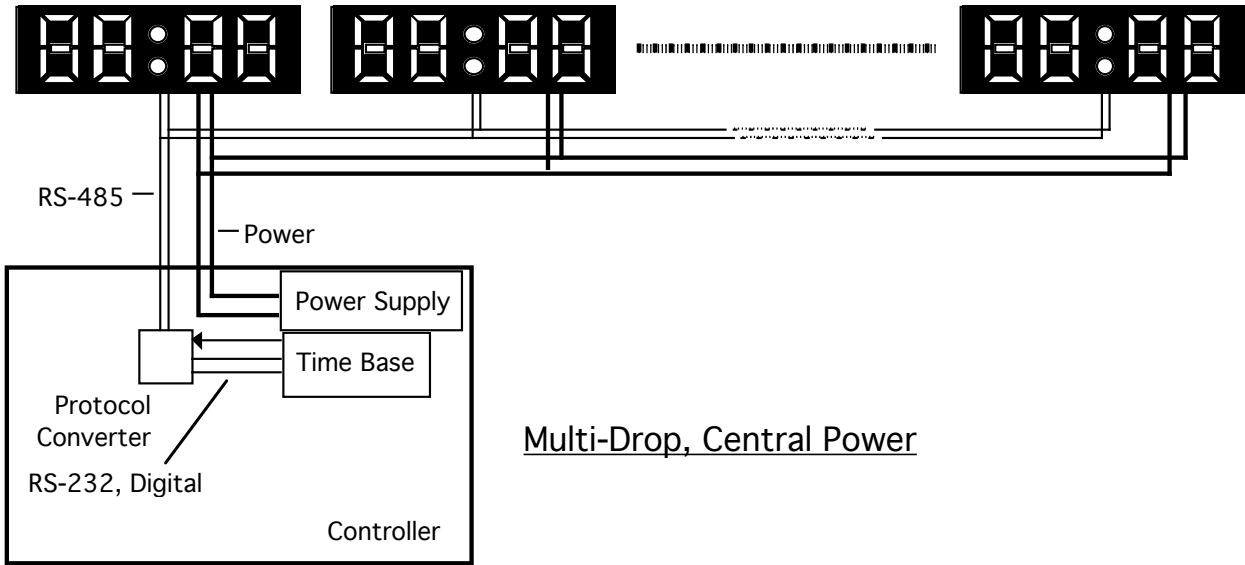 RS-485
Power
Power Supply
Time Base
Protocol
Converter
RS-232, Digital
Controller
Multi-Drop, Central Power